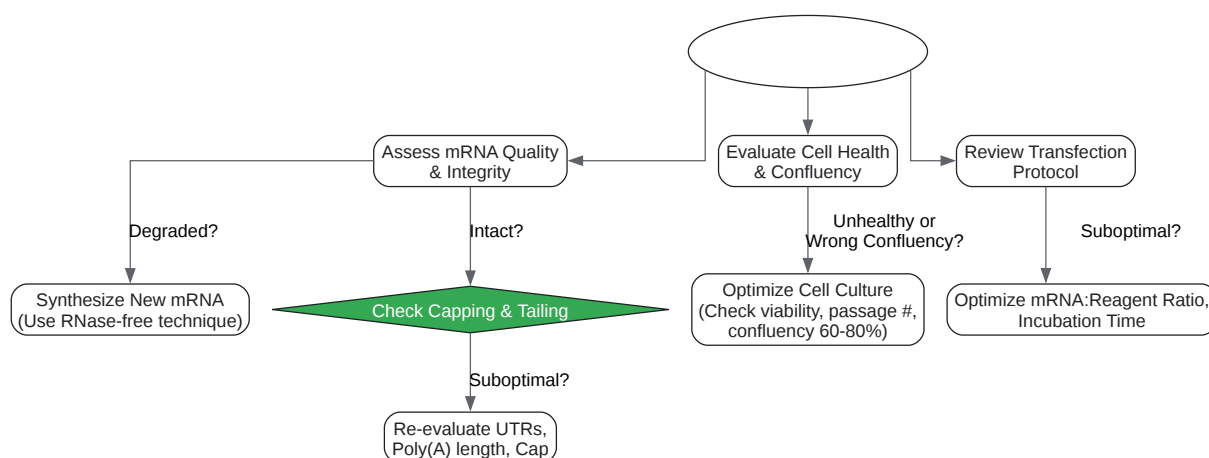 Assess mRNA Quality
& Integrity
Evaluate Cell Health
& Confluency
Review Transfection
Protocol
Degraded?
Intact?
Unhealthy or
Wrong Confluency?
Suboptimal?
Synthesize New mRNA
(Use RNase-free technique)
Check Capping & Tailing
Optimize Cell Culture
(Check viability, passage #,
confluency 60-80%)
Optimize mRNA:Reagent Ratio,
Incubation Time
Suboptimal?
Re-evaluate UTRs,
Poly(A) length, Cap